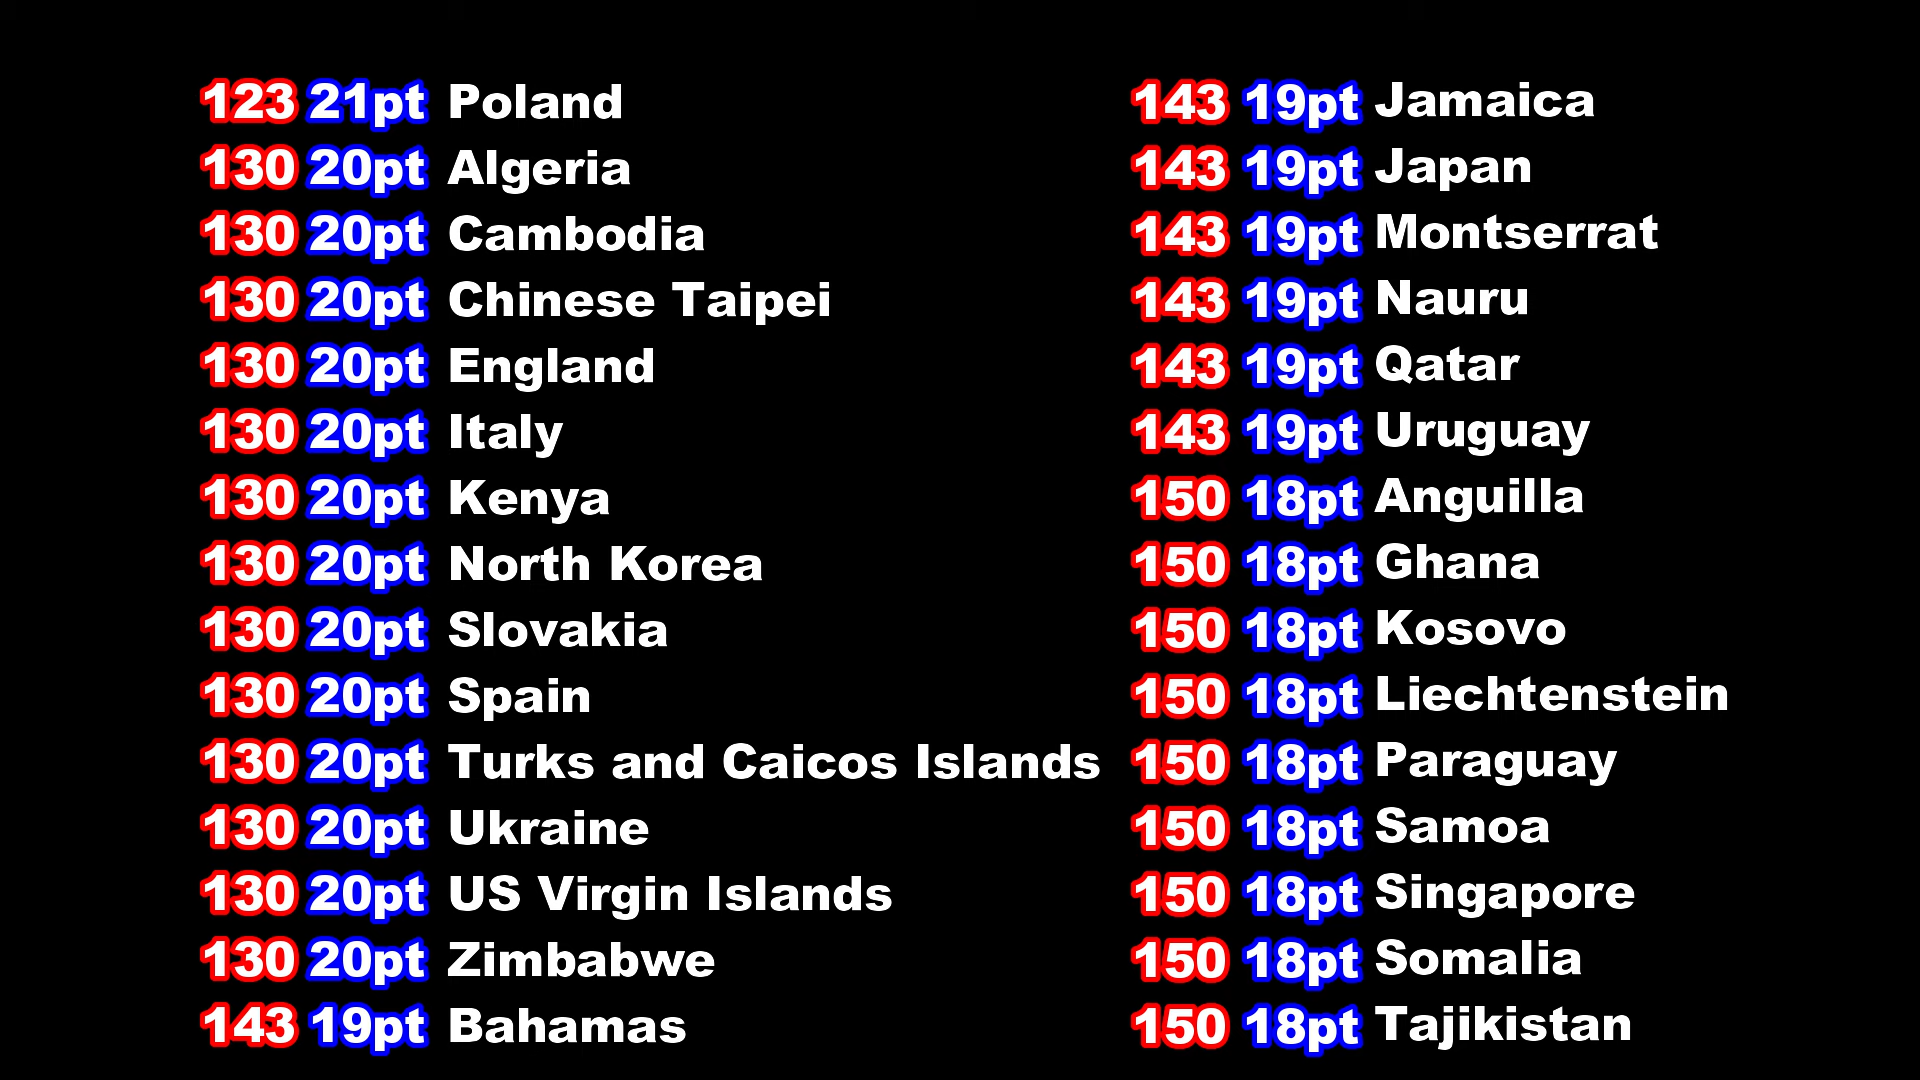 123 21pt Poland
130 20pt Algeria
130 20pt Cambodia
130 20pt Chinese Taipei
130 20pt England
130 20pt Italy
130 20pt Kenya
130 20pt North Korea
130 20pt Slovakia
130 20pt Spain
130 20pt Turks and Caicos Islands
130 20pt Ukraine
130 20pt US Virgin Islands
130 20pt Zimbabwe
143 19pt Bahamas
143 19pt Jamaica
143 19pt Japan
143 19pt Montserrat
143 19pt Nauru
143 19pt Qatar
143 19pt Uruguay
150 18pt Anguilla
150 18pt Ghana
150 18pt Kosovo
150 18pt Liechtenstein
150 18pt Paraguay
150 18pt Samoa
150 18pt Singapore
150 18pt Somalia
150 18pt Tajikistan